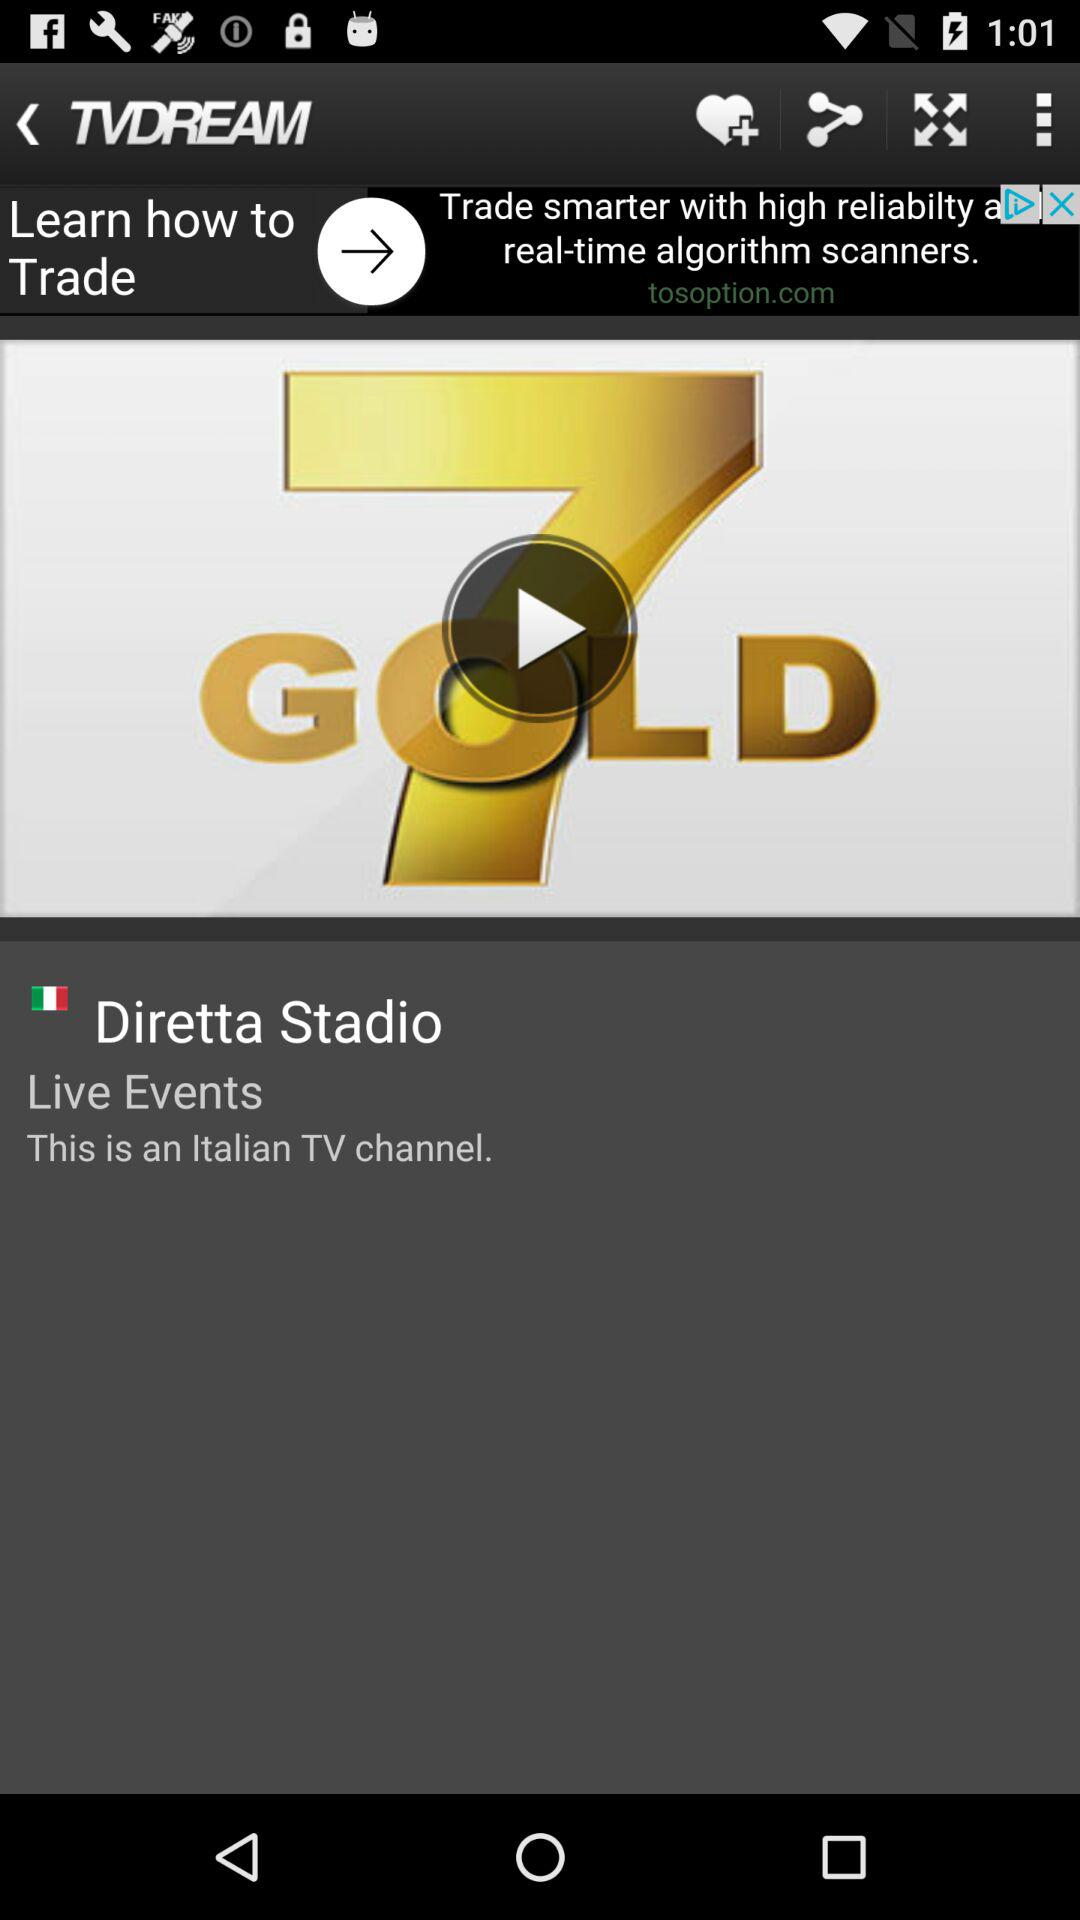 FAKE
1:01
TVDREAM
Learn how to
Trade
Trade smarter with high reliabilty a
real-time algorithm scanners.
tosoption.com
7
GOLD
Diretta Stadio
Live Events
This is an Italian TV channel.